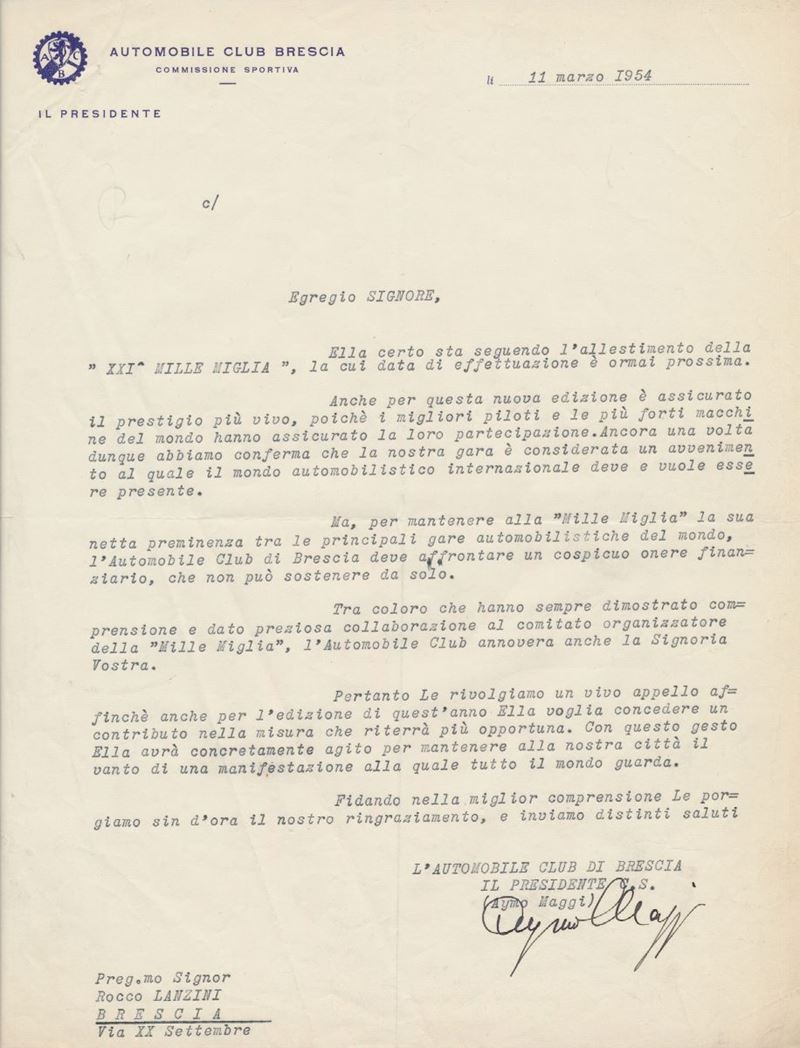 A C B
AUTOMOBILE CLUB BRESCIA
COMMISSIONE SPORTIVA
lì 11 marzo 1954
IL PRESIDENTE
c/
Egregio SIGNORE,
Ella certo sta seguendo l'allestimento della
" XXI^ MILLE MIGLIA ", la cui data di effettuazione è ormai prossima.
Anche per questa nuova edizione è assicurato
il prestigio più vivo, poichè i migliori piloti e le più forti macchi
ne del mondo hanno assicurato la loro partecipazione.Ancora una volta
dunque abbiamo conferma che la nostra gara è considerata un avvenimen
to al quale il mondo automobilistico internazionale deve e vuole esse
re presente.
Ma, per mantenere alla "Mille Miglia" la sua
netta preminenza tra le principali gare automobilistiche del mondo,
l'Automobile Club di Brescia deve affrontare un cospicuo onere finan=
ziario, che non può sostenere da solo.
Tra coloro che hanno sempre dimostrato com=
prensione e dato preziosa collaborazione al comitato organizzatore
della "Mille Miglia", l'Automobile Club annovera anche la Signoria
Vostra.
Pertanto Le rivolgiamo un vivo appello af=
finchè anche per l'edizione di quest'anno Ella voglia concedere un
contributo nella misura che riterrà più opportuna. Con questo gesto
Ella avrà concretamente agito per mantenere alla nostra città il
vanto di una manifestazione alla quale tutto il mondo guarda.
Fidando nella miglior comprensione Le por=
giamo sin d'ora il nostro ringraziamento, e inviamo distinti saluti
L'AUTOMOBILE CLUB DI BRESCIA
IL PRESIDENTE C.S.
(Aymo Maggi)
Aymo Maggi
Preg.mo Signor
Rocco LANZINI
B R E S C I A
Via XX Settembre